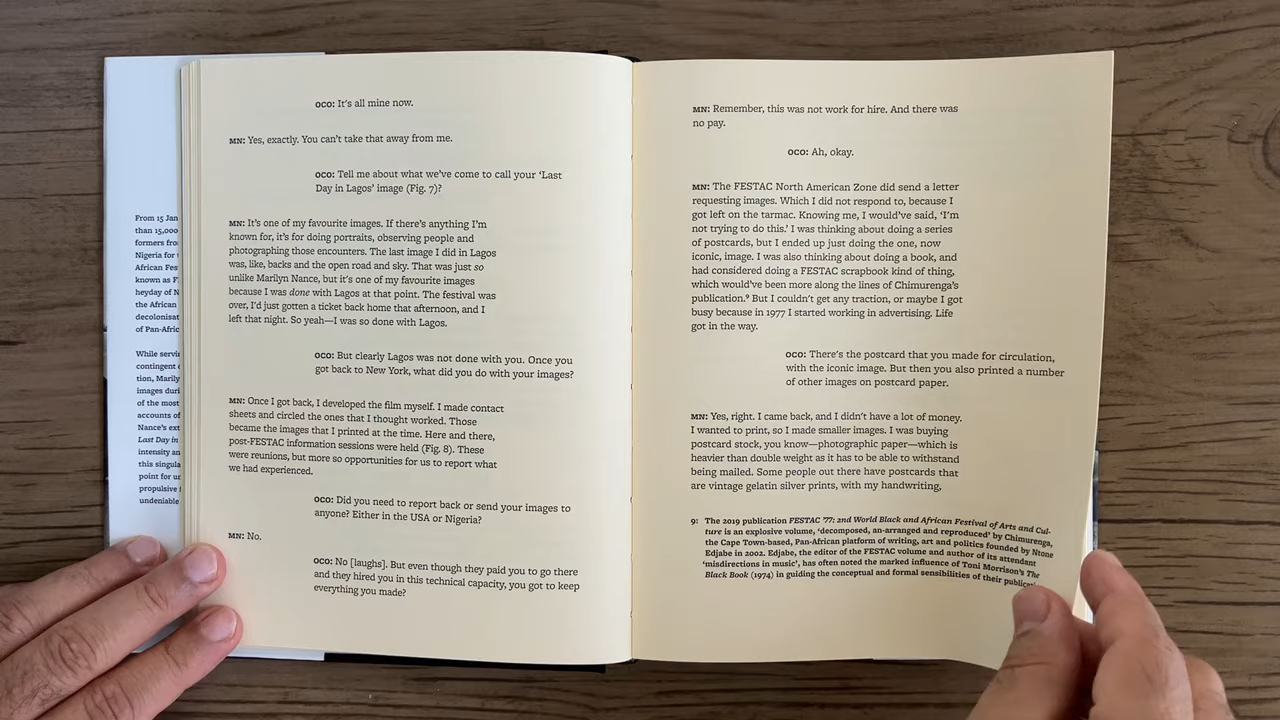 From 15 Jan
than 15,000
formers fro
Nigeria for
African Fes
known as F
heyday of N
the African
decolonisat
of Pan-Afric
While servi
contingent
tion, Marily
images duri
of the most
accounts of
Nance's ext
Last Day in
intensity an
this singula
point for un
propulsive
undeniable
OCO: It's all mine now.
MN: Yes, exactly. You can't take that away from me.
OCO: Tell me about what we've come to call your 'Last
Day in Lagos' image (Fig. 7)?
MN: It's one of my favourite images. If there's anything I'm
known for, it's for doing portraits, observing people and
photographing those encounters. The last image I did in Lagos
was, like, backs and the open road and sky. That was just so
unlike Marilyn Nance, but it's one of my favourite images
because I was done with Lagos at that point. The festival was
over, I'd just gotten a ticket back home that afternoon, and I
left that night. So yeah—I was so done with Lagos.
OCO: But clearly Lagos was not done with you. Once you
got back to New York, what did you do with your images?
MN: Once I got back, I developed the film myself. I made contact
sheets and circled the ones that I thought worked. Those
became the images that I printed at the time. Here and there,
post-FESTAC information sessions were held (Fig. 8). These
were reunions, but more so opportunities for us to report what
we had experienced.
OCO: Did you need to report back or send your images to
anyone? Either in the USA or Nigeria?
MN: No.
OCO: No [laughs]. But even though they paid you to go there
and they hired you in this technical capacity, you got to keep
everything you made?
MN: Remember, this was not work for hire. And there was
no pay.
OCO: Ah, okay.
MN: The FESTAC North American Zone did send a letter
requesting images. Which I did not respond to, because I
got left on the tarmac. Knowing me, I would've said, 'I'm
not trying to do this.' I was thinking about doing a series
of postcards, but I ended up just doing the one, now
iconic, image. I was also thinking about doing a book, and
had considered doing a FESTAC scrapbook kind of thing,
which would've been more along the lines of Chimurenga's
publication.⁹ But I couldn't get any traction, or maybe I got
busy because in 1977 I started working in advertising. Life
got in the way.
OCO: There's the postcard that you made for circulation,
with the iconic image. But then you also printed a number
of other images on postcard paper.
MN: Yes, right. I came back, and I didn't have a lot of money.
I wanted to print, so I made smaller images. I was buying
postcard stock, you know—photographic paper—which is
heavier than double weight as it has to be able to withstand
being mailed. Some people out there have postcards that
are vintage gelatin silver prints, with my handwriting,
9: The 2019 publication FESTAC '77: 2nd World Black and African Festival of Arts and Cul-
ture is an explosive volume, 'decomposed, an-arranged and reproduced' by Chimurenga,
the Cape Town-based, Pan-African platform of writing, art and politics founded by Ntone
Edjabe in 2002. Edjabe, the editor of the FESTAC volume and author of its attendant
'misdirections in music', has often noted the marked influence of Toni Morrison's The
Black Book (1974) in guiding the conceptual and formal sensibilities of their